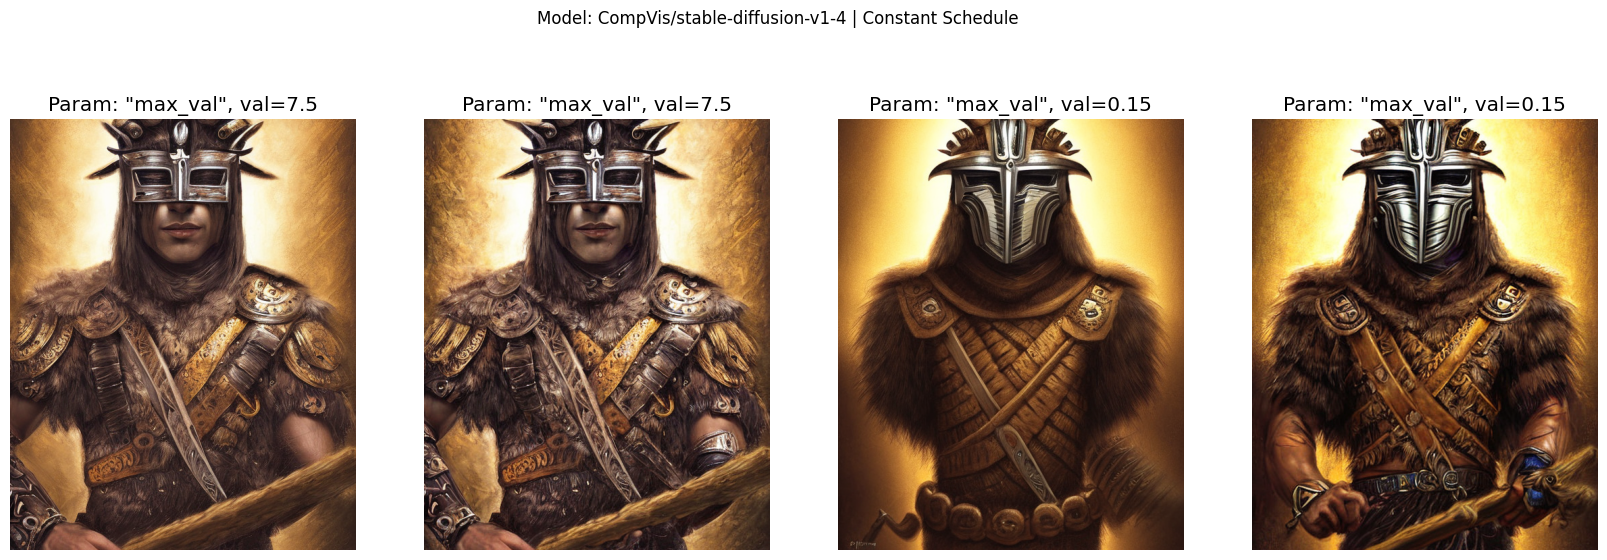 Model: CompVis/stable-diffusion-v1-4 | Constant Schedule
Param: "max_val", val=7.5
Param: "max_val", val=7.5
Param: "max_val", val=0.15
Param: "max_val", val=0.15